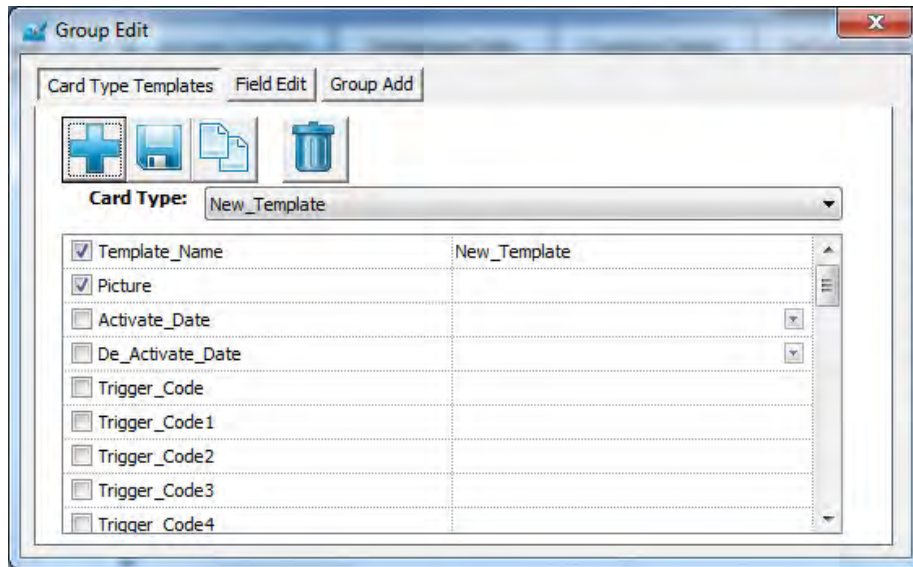 Group Edit
Card Type Templates Field Edit Group Add
Card Type: New_Template
Template_Name New_Template
Picture
Activate_Date
De_Activate_Date
Trigger_Code
Trigger_Code1
Trigger_Code2
Trigger_Code3
Trigger_Code4